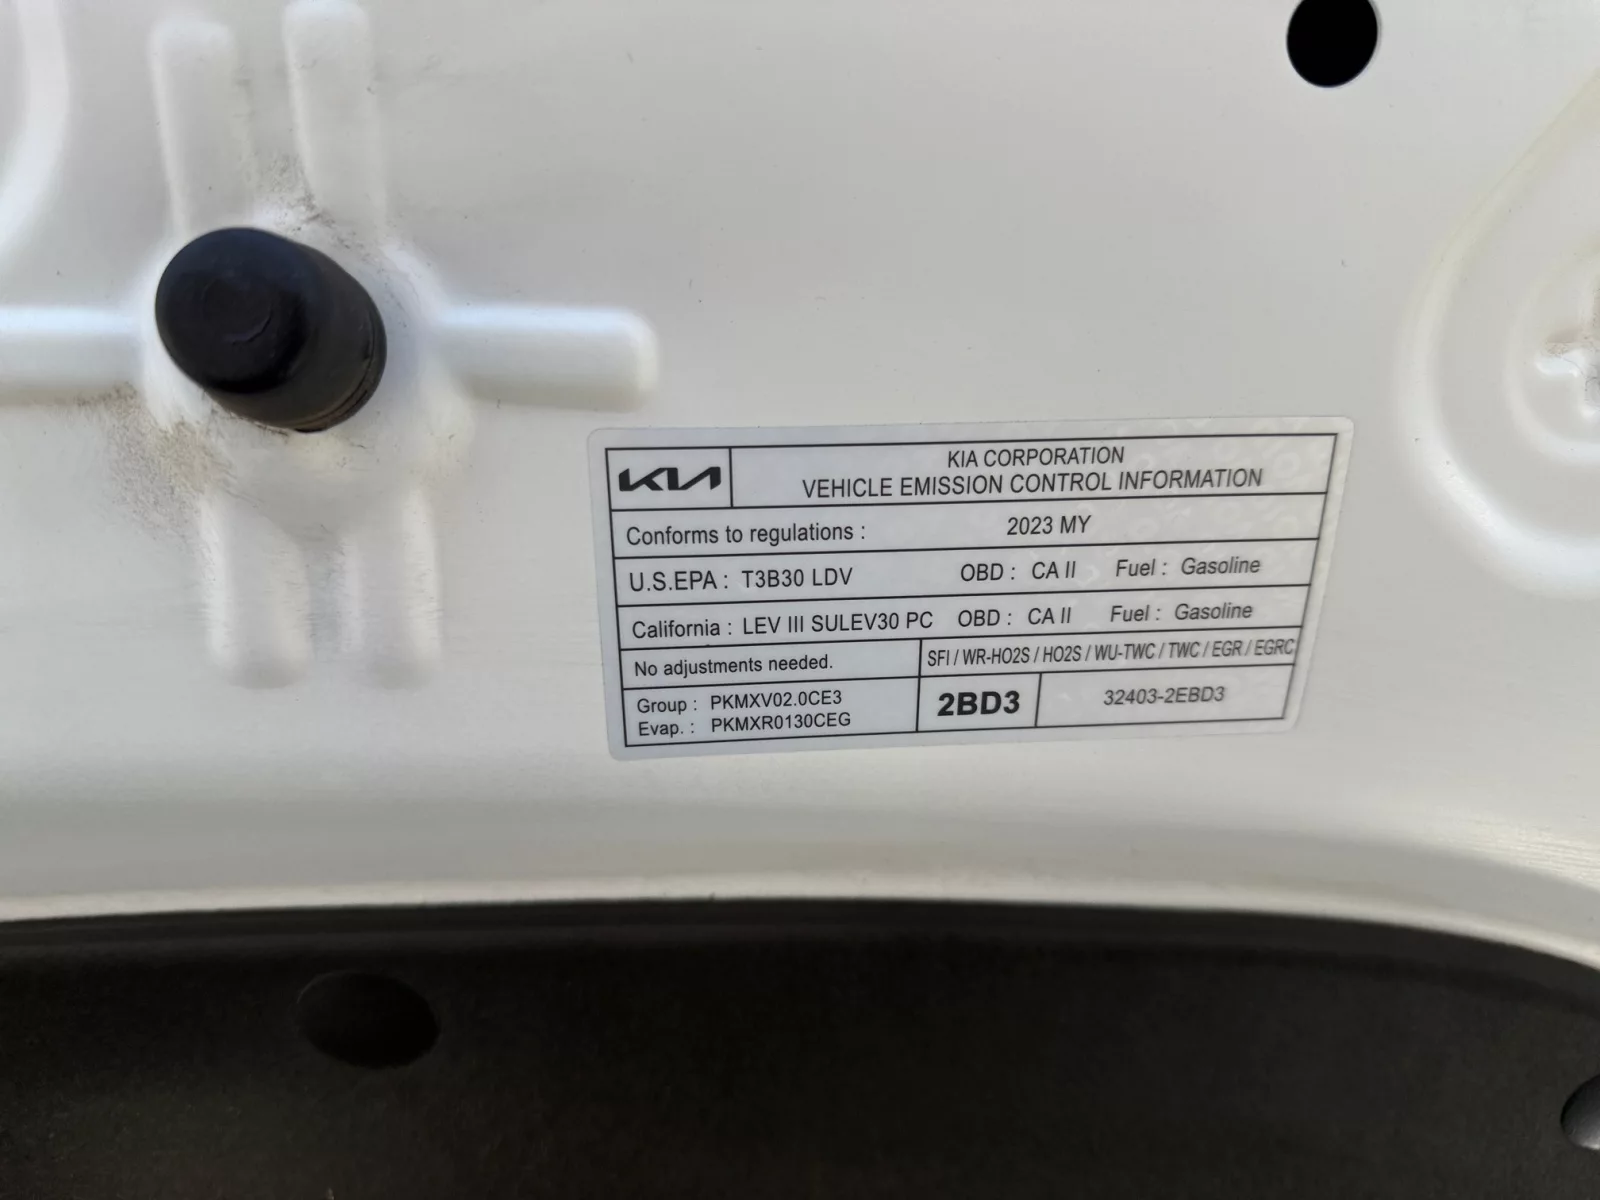 KIA
KIA CORPORATION
VEHICLE EMISSION CONTROL INFORMATION
Conforms to regulations : 2023 MY
U.S.EPA : T3B30 LDV OBD : CA II Fuel : Gasoline
California : LEV III SULEV30 PC OBD : CA II Fuel : Gasoline
No adjustments needed. SFI / WR-HO2S / HO2S / WU-TWC / TWC / EGR / EGRC
Group : PKMXV02.0CE3
Evap. : PKMXR0130CEG
2BD3 32403-2EBD3